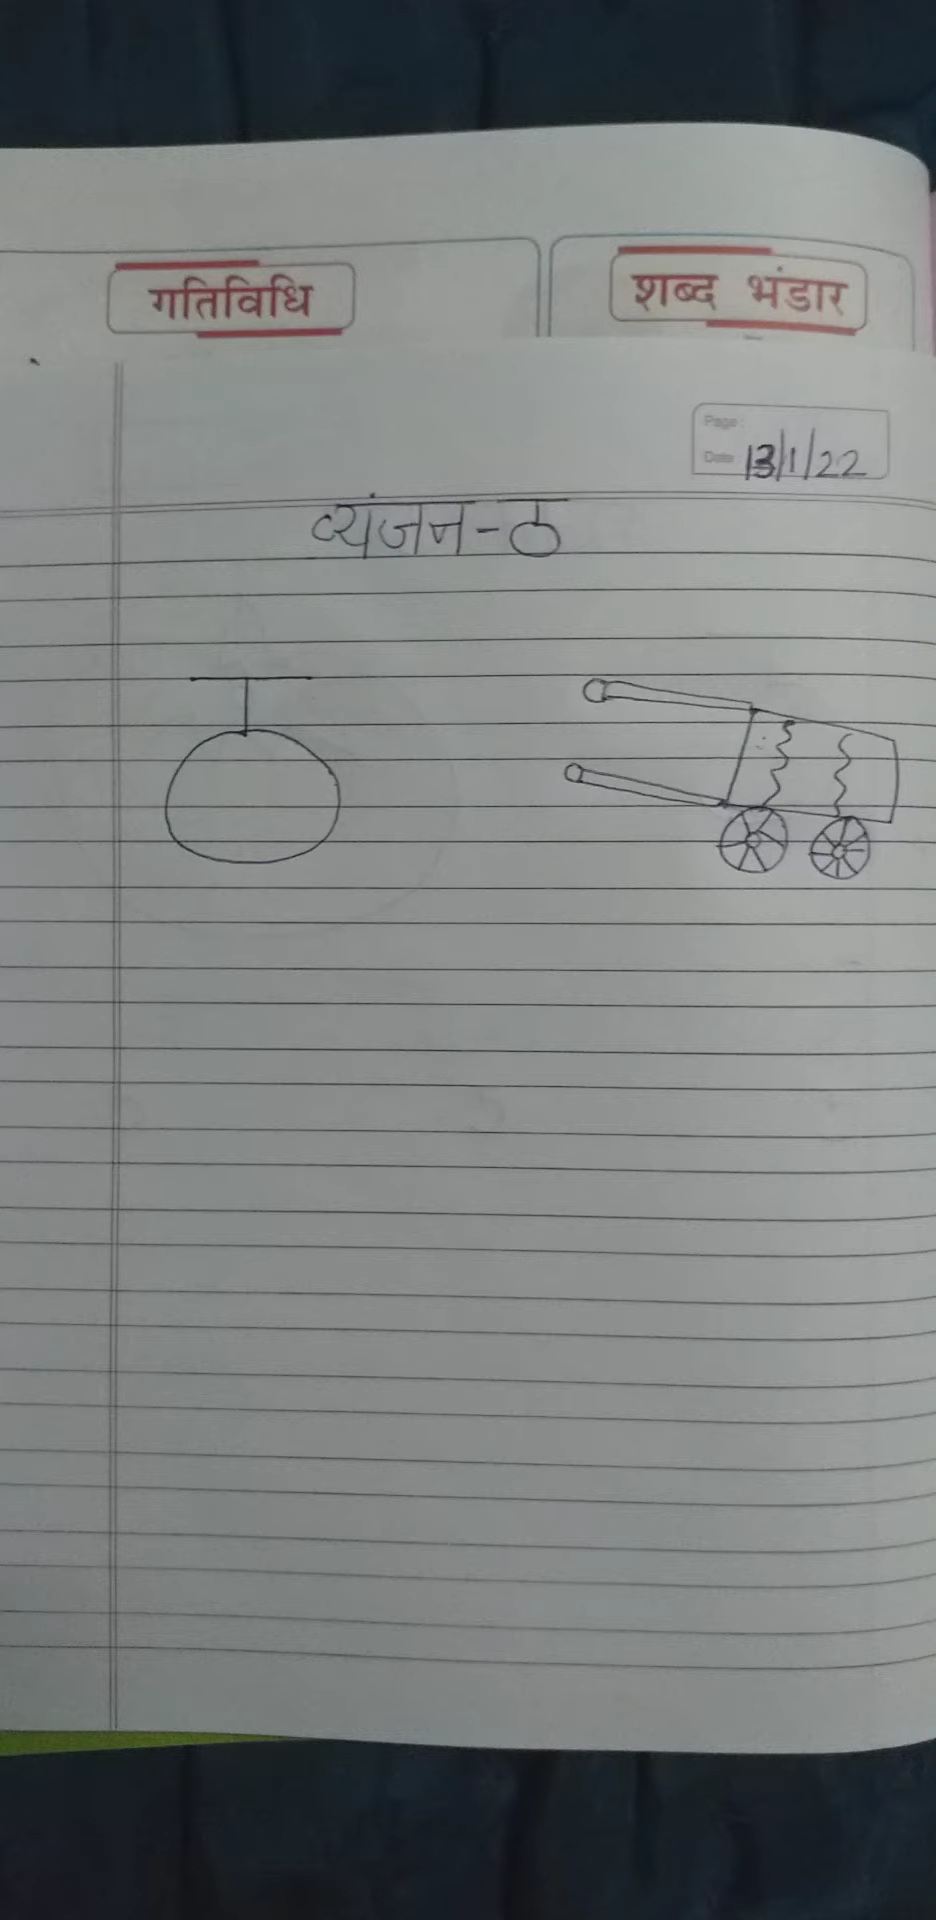 गतिविधि
शब्द भंडार
Page :
Date 13/1/22
व्यंजन-ठ